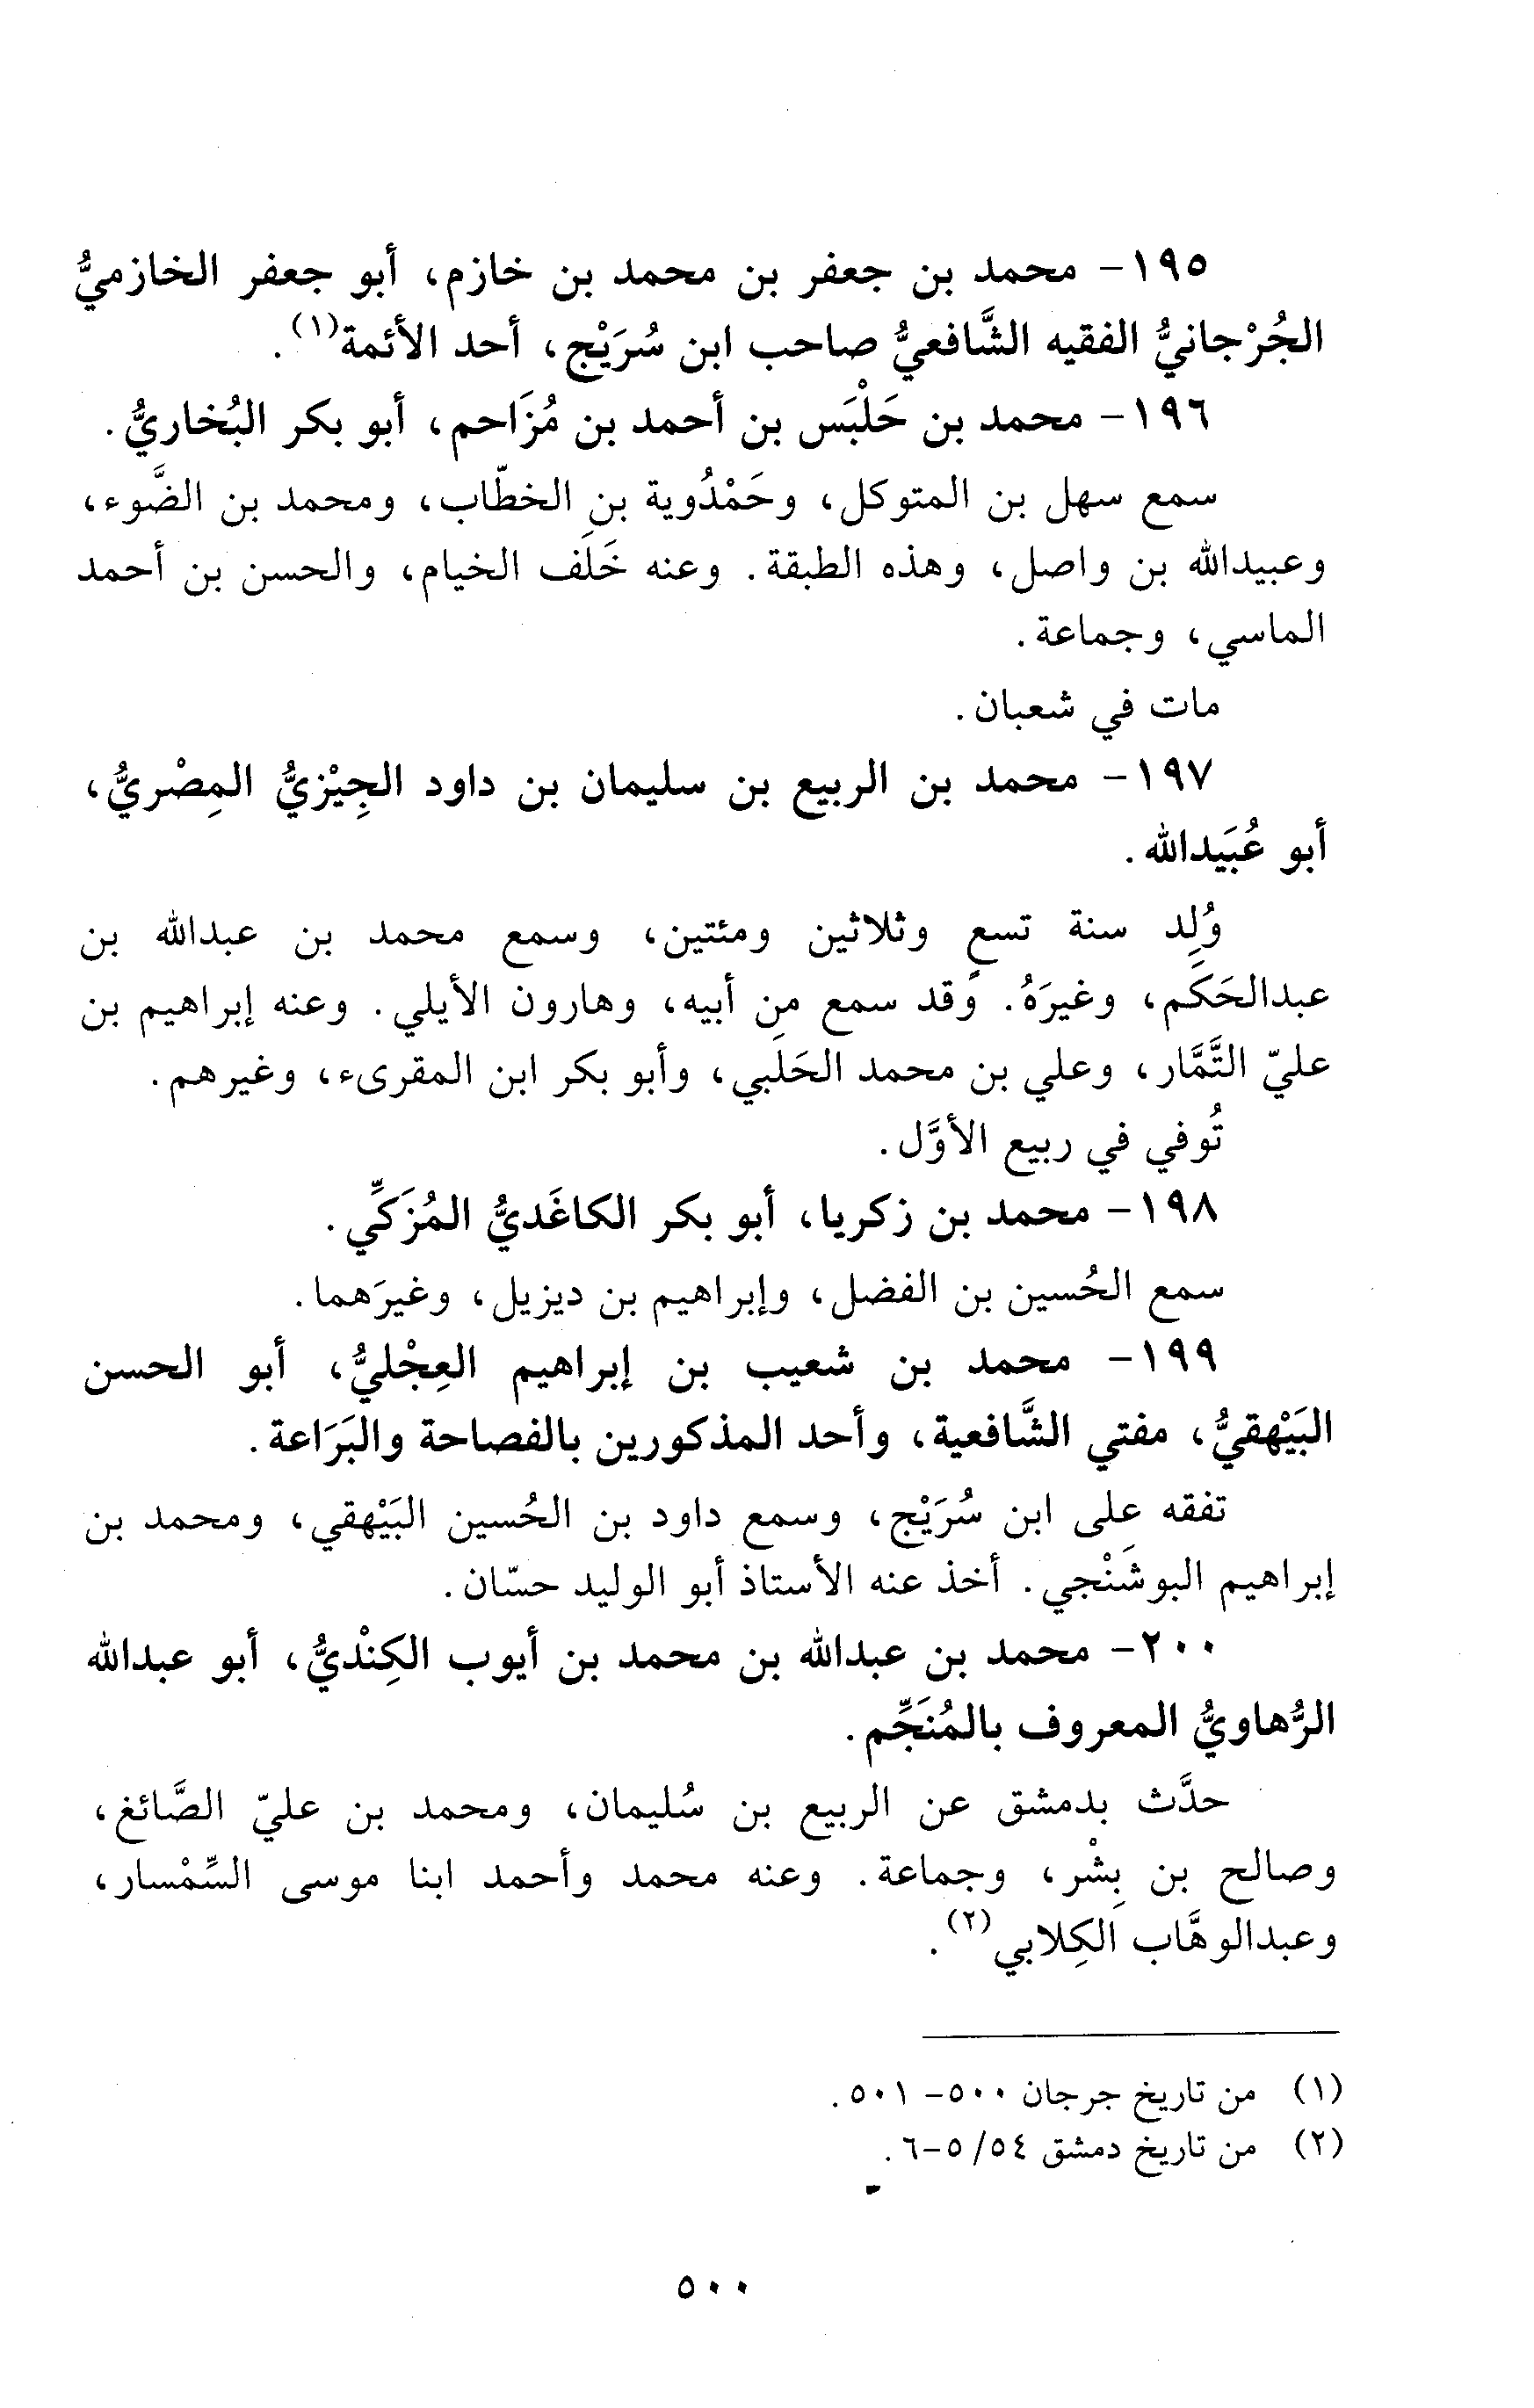 ١٩٥- محمد بن جعفر بن محمد بن خازم، أبو جعفر الخازميُّ
الجُرْجانيُّ الفقيه الشَّافعيُّ صاحب ابن سُرَيْج، أحد الأئمة(١).
١٩٦- محمد بن حَلْبَس بن أحمد بن مُزَاحم، أبو بكر البُخاريُّ.
سمع سهل بن المتوكل، وحَمْدُوية بن الخطّاب، ومحمد بن الضَّوء،
وعبيدالله بن واصل، وهذه الطبقة. وعنه خَلَف الخيام، والحسن بن أحمد
الماسي، وجماعة.
مات في شعبان.
١٩٧- محمد بن الربيع بن سليمان بن داود الجِيْزيُّ المِصْريُّ،
أبو عُبَيدالله.
وُلِد سنة تسعٍ وثلاثين ومئتين، وسمع محمد بن عبدالله بن
عبدالحَكَم، وغيرَهُ. وقد سمع من أبيه، وهارون الأيلي. وعنه إبراهيم بن
عليّ التَّمَّار، وعلي بن محمد الحَلَبي، وأبو بكر ابن المقرىء، وغيرهم.
تُوفي في ربيع الأوَّل.
١٩٨- محمد بن زكريا، أبو بكر الكاغَديُّ المُزَكِّي.
سمع الحُسين بن الفضل، وإبراهيم بن ديزيل، وغيرَهما.
١٩٩- محمد بن شعيب بن إبراهيم العِجْليُّ، أبو الحسن
البَيْهقيُّ، مفتي الشَّافعية، وأحد المذكورين بالفصاحة والبَرَاعة.
تفقه على ابن سُرَيْج، وسمع داود بن الحُسين البَيْهقي، ومحمد بن
إبراهيم البوشَنْجي. أخذ عنه الأستاذ أبو الوليد حسّان.
٢٠٠- محمد بن عبدالله بن محمد بن أيوب الكِنْديُّ، أبو عبدالله
الرُّهاويُّ المعروف بالمُنَجِّم.
حدَّث بدمشق عن الربيع بن سُليمان، ومحمد بن عليّ الصَّائغ،
وصالح بن بِشْر، وجماعة. وعنه محمد وأحمد ابنا موسى السِّمْسار،
وعبدالوهَّاب الكِلابي(٢).
(١) من تاريخ جرجان ٥٠٠- ٥٠١.
(٢) من تاريخ دمشق ٥٤/ ٥-٦.
٥٠٠